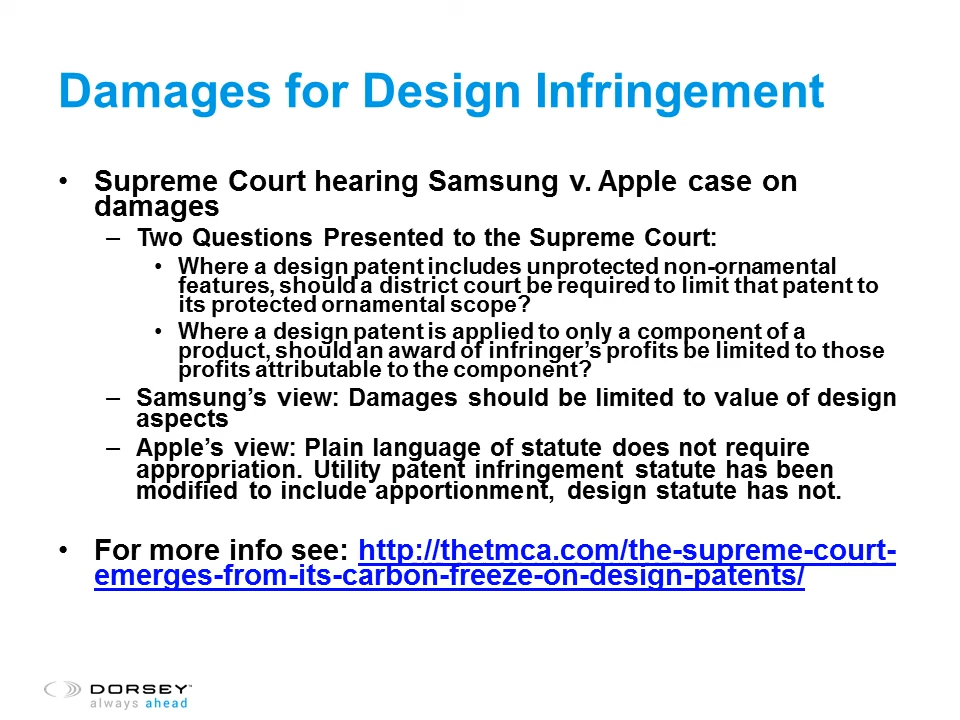 Damages for Design Infringement
• Supreme Court hearing Samsung v. Apple case on
damages
– Two Questions Presented to the Supreme Court:
• Where a design patent includes unprotected non-ornamental
features, should a district court be required to limit that patent to
its protected ornamental scope?
• Where a design patent is applied to only a component of a
product, should an award of infringer’s profits be limited to those
profits attributable to the component?
– Samsung’s view: Damages should be limited to value of design
aspects
– Apple’s view: Plain language of statute does not require
appropriation. Utility patent infringement statute has been
modified to include apportionment, design statute has not.
• For more info see: http://thetmca.com/the-supreme-court-
emerges-from-its-carbon-freeze-on-design-patents/
DORSEY™
always ahead